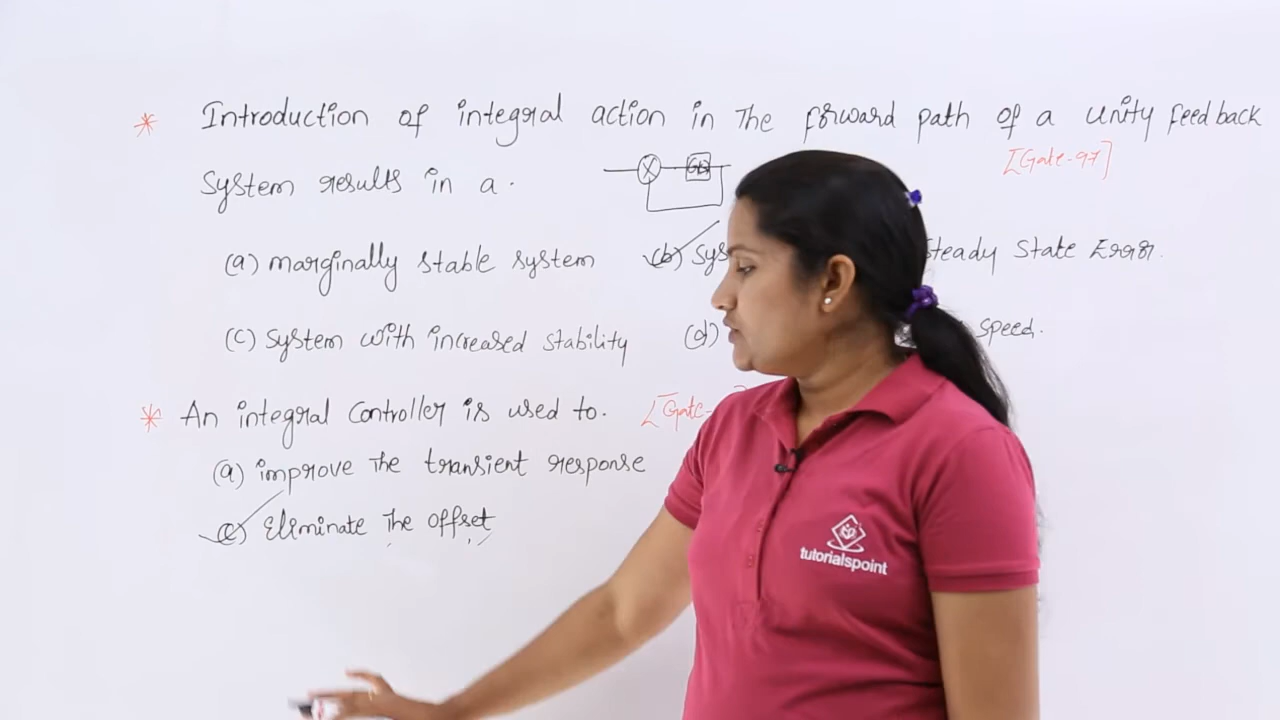 * Introduction of integral action in The forward path of a unity feedback
[Gate-97]
System results in a.
(a) marginally stable system
(b) Sys Steady State Error.
(c) System with increased stability
(d) speed.
* An integral Controller is used to. [Gate-
(a) improve The transient response
(c) Eliminate The offset
tutorialspoint